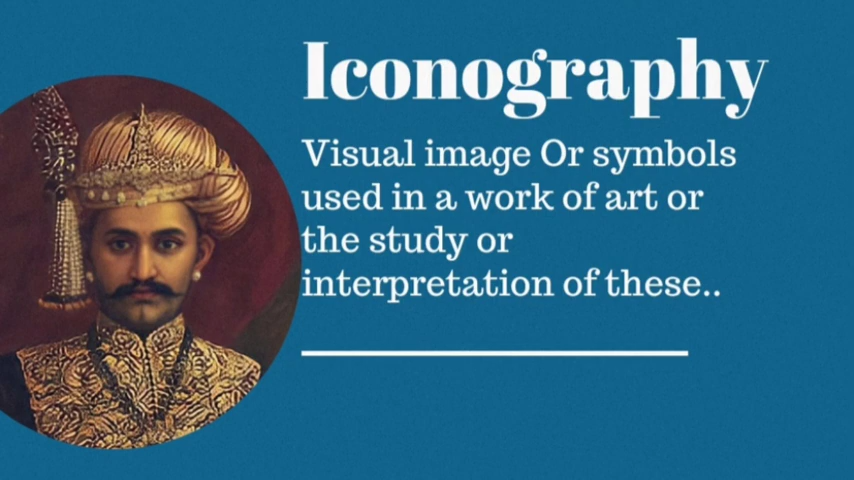 Iconography
Visual image Or symbols
used in a work of art or
the study or
interpretation of these..